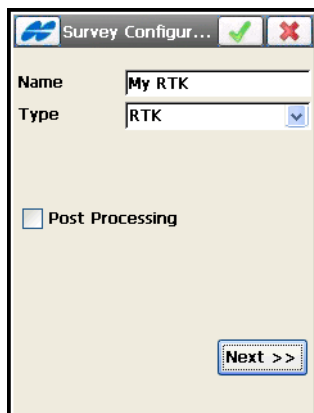 Survey Configur...
Name My RTK
Type RTK
Post Processing
Next >>